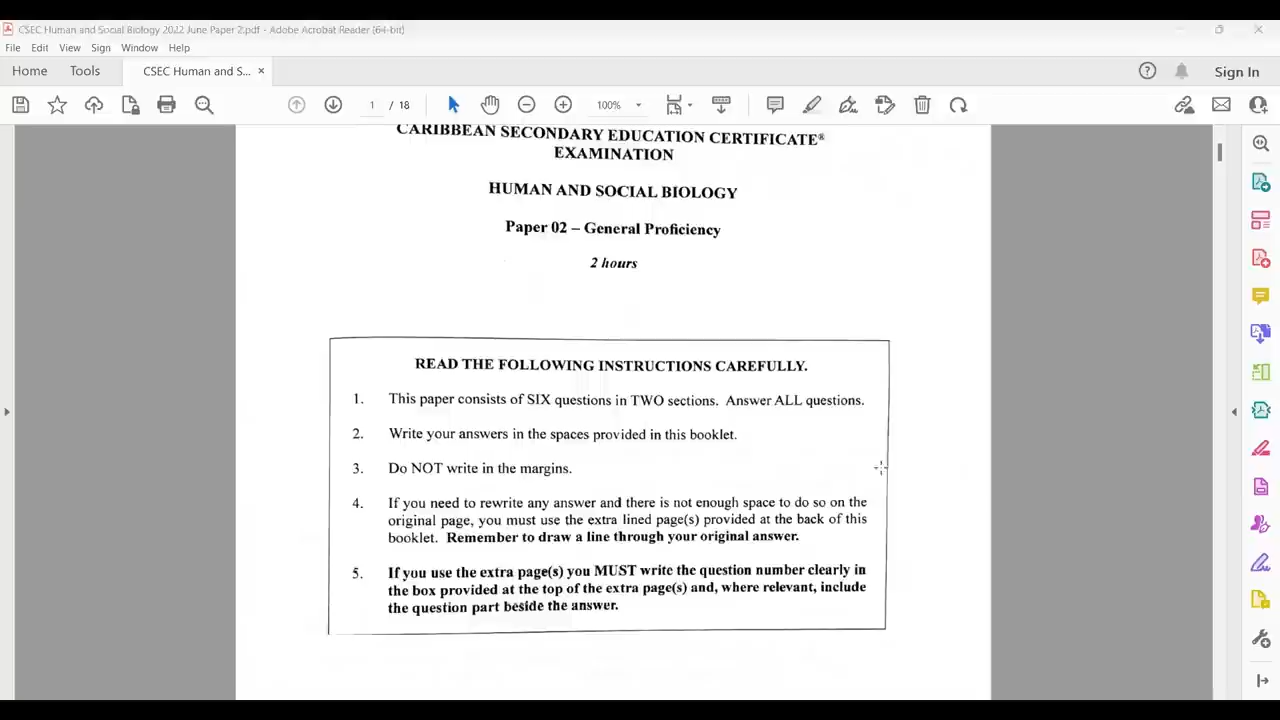 CSEC Human and Social Biology 2022 June Paper 2.pdf - Adobe Acrobat Reader (64-bit)
File Edit View Sign Window Help
Home Tools CSEC Human and S... ×
Sign In
1 / 18
100%
CARIBBEAN SECONDARY EDUCATION CERTIFICATE®
EXAMINATION
HUMAN AND SOCIAL BIOLOGY
Paper 02 – General Proficiency
2 hours
READ THE FOLLOWING INSTRUCTIONS CAREFULLY.
1. This paper consists of SIX questions in TWO sections. Answer ALL questions.
2. Write your answers in the spaces provided in this booklet.
3. Do NOT write in the margins.
4. If you need to rewrite any answer and there is not enough space to do so on the
original page, you must use the extra lined page(s) provided at the back of this
booklet. Remember to draw a line through your original answer.
5. If you use the extra page(s) you MUST write the question number clearly in
the box provided at the top of the extra page(s) and, where relevant, include
the question part beside the answer.